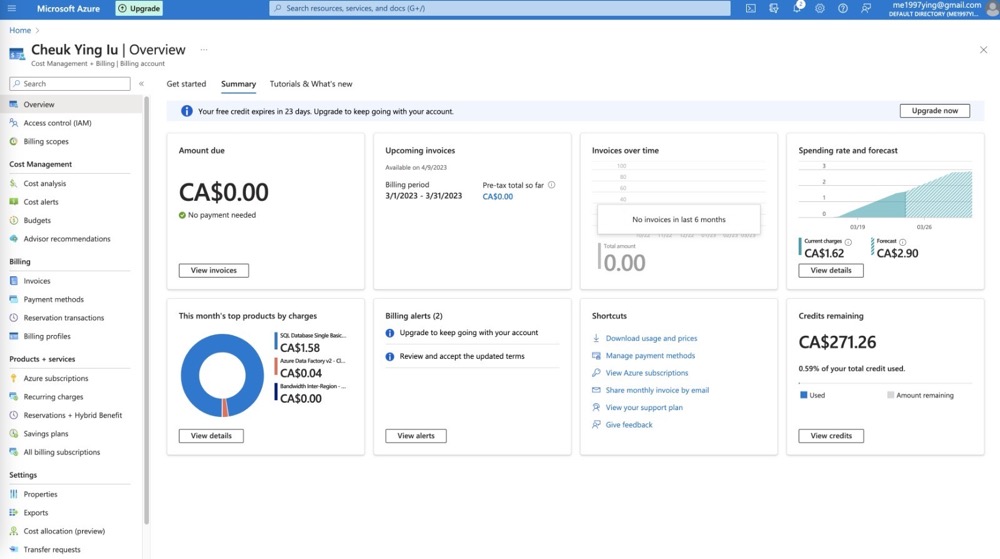 Microsoft Azure
Upgrade
Search resources, services, and docs (G+/)
2
me1997ying@gmail.com
DEFAULT DIRECTORY (ME1997YI...
Home >
Cheuk Ying Iu | Overview ...
Cost Management + Billing | Billing account
Search
«
Get started
Summary
Tutorials & What's new
Overview
Access control (IAM)
Billing scopes
Cost Management
Cost analysis
Cost alerts
Budgets
Advisor recommendations
Billing
Invoices
Payment methods
Reservation transactions
Billing profiles
Products + services
Azure subscriptions
Recurring charges
Reservations + Hybrid Benefit
Savings plans
All billing subscriptions
Settings
Properties
Exports
Cost allocation (preview)
Transfer requests
Your free credit expires in 23 days. Upgrade to keep going with your account.
Upgrade now
Amount due
CA$0.00
No payment needed
View invoices
Upcoming invoices
Available on 4/9/2023
Billing period
3/1/2023 - 3/31/2023
Pre-tax total so far
CA$0.00
Invoices over time
100
80
60
40
No invoices in last 6 months
Total amount
0.00
Spending rate and forecast
3
2
1
0
03/19
03/26
Current charges
CA$1.62
Forecast
CA$2.90
View details
This month's top products by charges
SQL Database Single Basic...
CA$1.58
Azure Data Factory v2 - Cl...
CA$0.04
Bandwidth Inter-Region - ...
CA$0.00
View details
Billing alerts (2)
Upgrade to keep going with your account
Review and accept the updated terms
View alerts
Shortcuts
Download usage and prices
Manage payment methods
View Azure subscriptions
Share monthly invoice by email
View your support plan
Give feedback
Credits remaining
CA$271.26
0.59% of your total credit used.
Used
Amount remaining
View credits